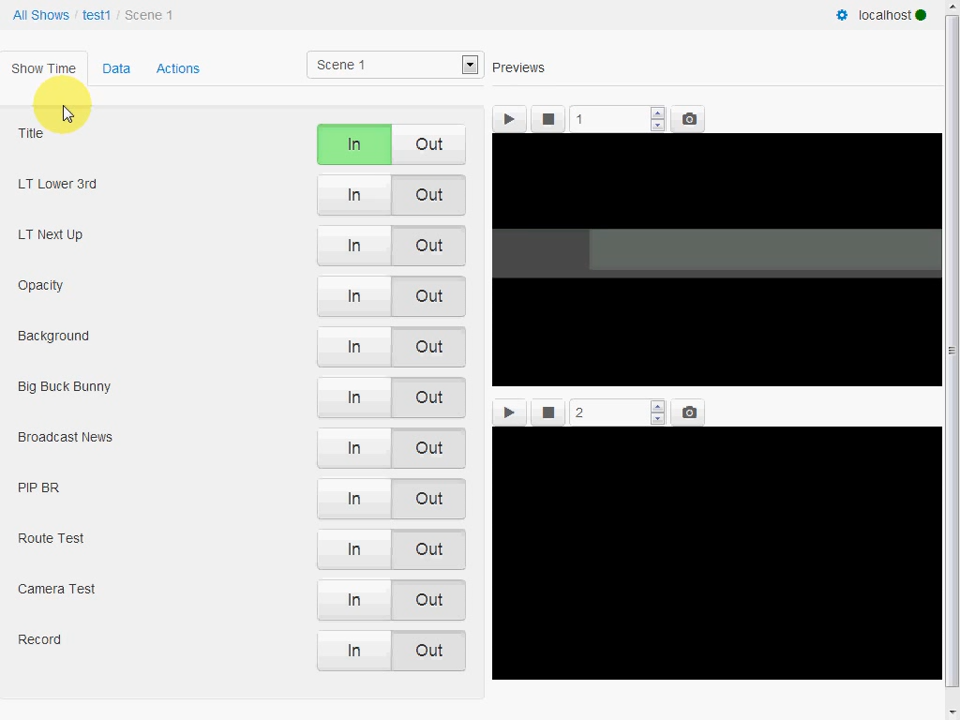 All Shows / test1 / Scene 1
localhost
Show Time
Data
Actions
Scene 1
Previews
Title In Out
LT Lower 3rd In Out
LT Next Up In Out
Opacity In Out
Background In Out
Big Buck Bunny In Out
Broadcast News In Out
PIP BR In Out
Route Test In Out
Camera Test In Out
Record In Out
1
2